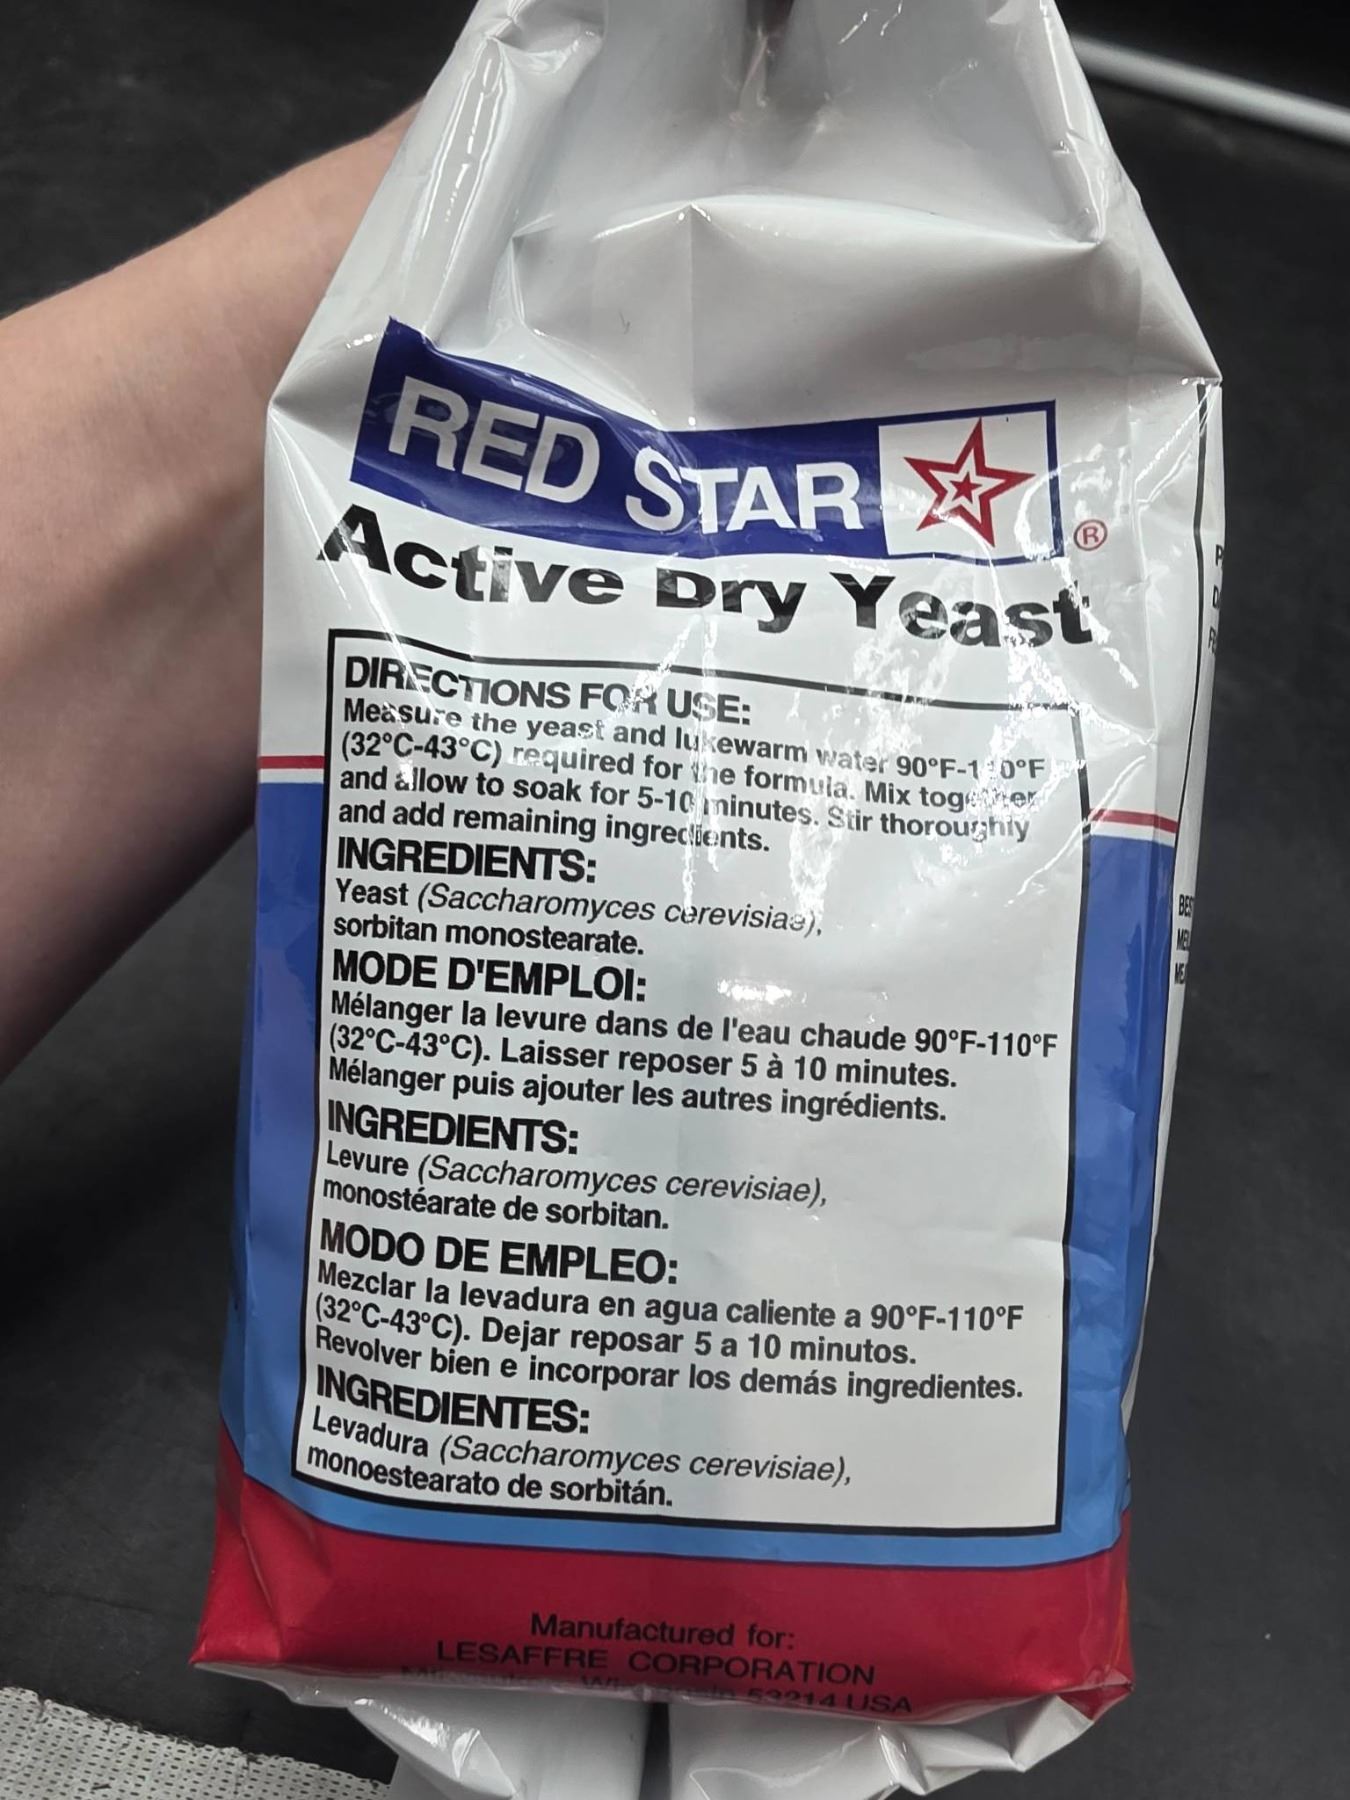 RED STAR
®
Active Dry Yeast
DIRECTIONS FOR USE:
Measure the yeast and lukewarm water 90°F-110°F
(32°C-43°C) required for the formula. Mix together
and allow to soak for 5-10 minutes. Stir thoroughly
and add remaining ingredients.
INGREDIENTS:
Yeast (Saccharomyces cerevisiae),
sorbitan monostearate.
MODE D'EMPLOI:
Mélanger la levure dans de l'eau chaude 90°F-110°F
(32°C-43°C). Laisser reposer 5 à 10 minutes.
Mélanger puis ajouter les autres ingrédients.
INGREDIENTS:
Levure (Saccharomyces cerevisiae),
monostéarate de sorbitan.
MODO DE EMPLEO:
Mezclar la levadura en agua caliente a 90°F-110°F
(32°C-43°C). Dejar reposar 5 a 10 minutos.
Revolver bien e incorporar los demás ingredientes.
INGREDIENTES:
Levadura (Saccharomyces cerevisiae),
monoestearato de sorbitán.
Manufactured for:
LESAFFRE CORPORATION
53214 USA